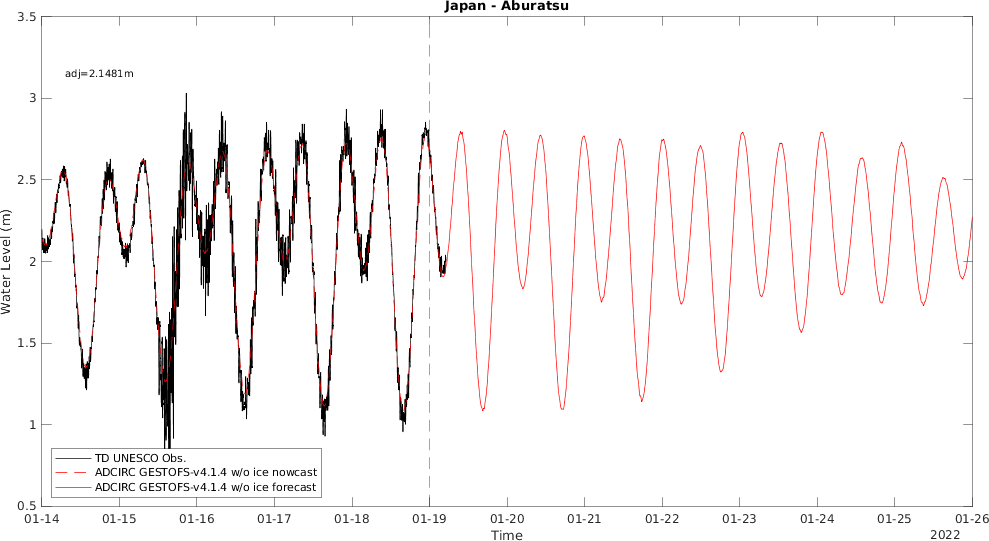 Japan - Aburatsu
3.5
3
2.5
2
1.5
1
0.5
Water Level (m)
adj=2.1481m
TD UNESCO Obs.
ADCIRC GESTOFS-v4.1.4 w/o ice nowcast
ADCIRC GESTOFS-v4.1.4 w/o ice forecast
01-14 01-15 01-16 01-17 01-18 01-19 01-20 01-21 01-22 01-23 01-24 01-25 01-26
Time
2022